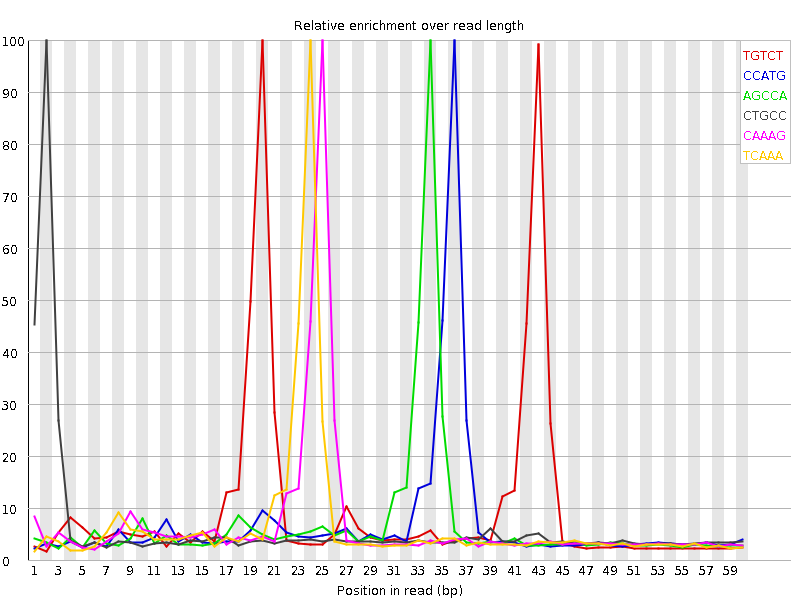 Relative enrichment over read length
100
90
80
70
60
50
40
30
20
10
0
TGTCT
CCATG
AGCCA
CTGCC
CAAAG
TCAAA
1 3 5 7 9 11 13 15 17 19 21 23 25 27 29 31 33 35 37 39 41 43 45 47 49 51 53 55 57 59
Position in read (bp)